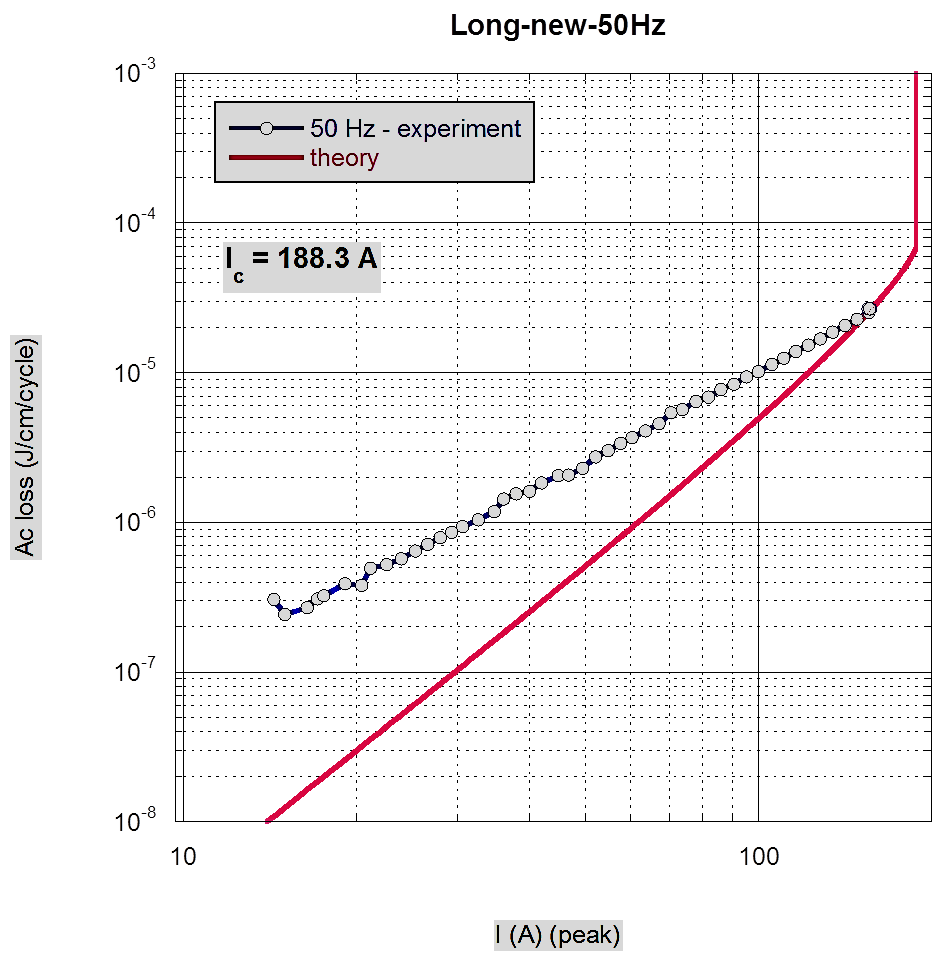 Long-new-50Hz
10-3
50 Hz - experiment
theory
10-4
Ic = 188.3 A
10-5
Ac loss (J/cm/cycle)
10-6
10-7
10-8
10 100
I (A) (peak)